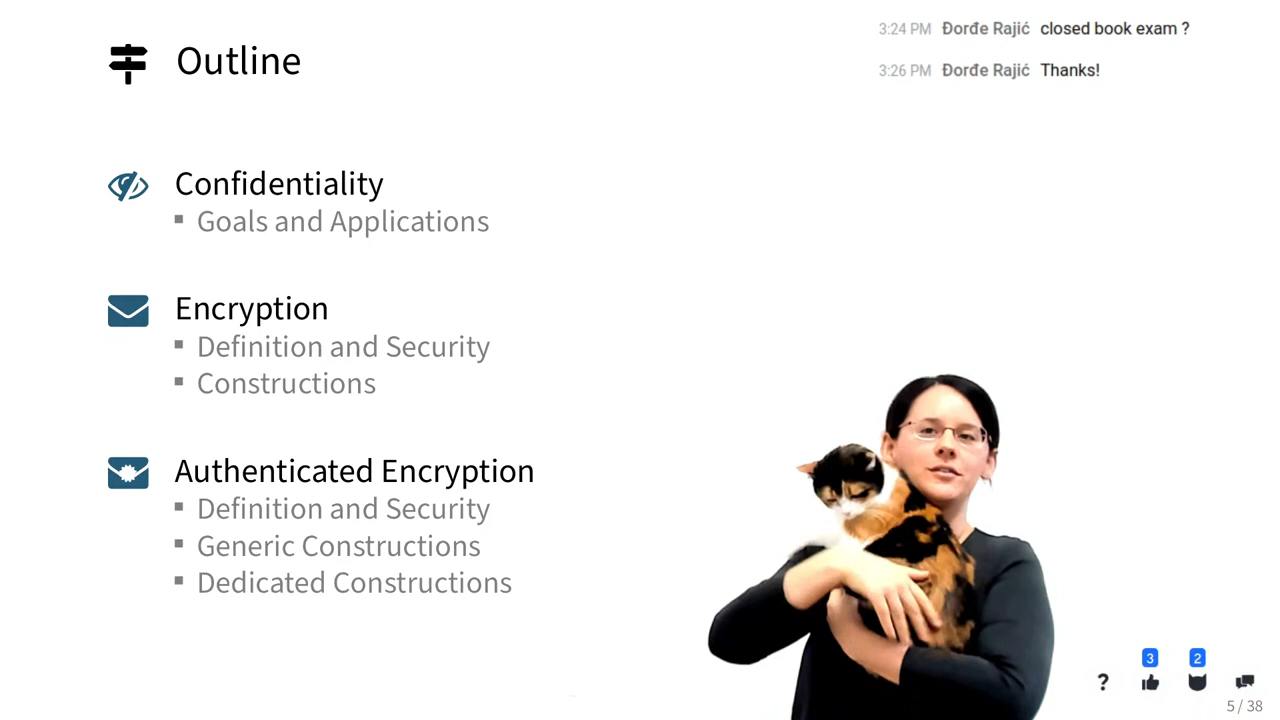 Outline
3:24 PM Đorđe Rajić closed book exam ?
3:26 PM Đorđe Rajić Thanks!
Confidentiality
▪ Goals and Applications
Encryption
▪ Definition and Security
▪ Constructions
Authenticated Encryption
▪ Definition and Security
▪ Generic Constructions
▪ Dedicated Constructions
3 2
?
5 / 38